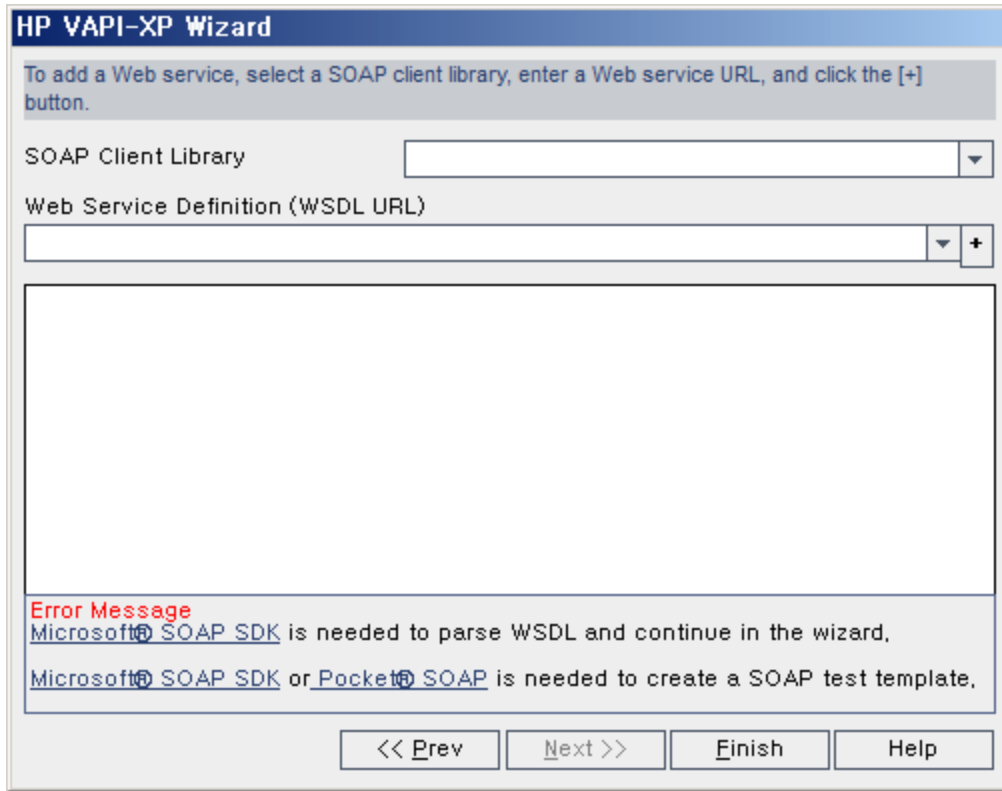 HP VAPI-XP Wizard
To add a Web service, select a SOAP client library, enter a Web service URL, and click the [+]
button.
SOAP Client Library
Web Service Definition (WSDL URL)
+
Error Message
Microsoft® SOAP SDK is needed to parse WSDL and continue in the wizard.
Microsoft® SOAP SDK or Pocket® SOAP is needed to create a SOAP test template.
<< Prev Next >> Finish Help